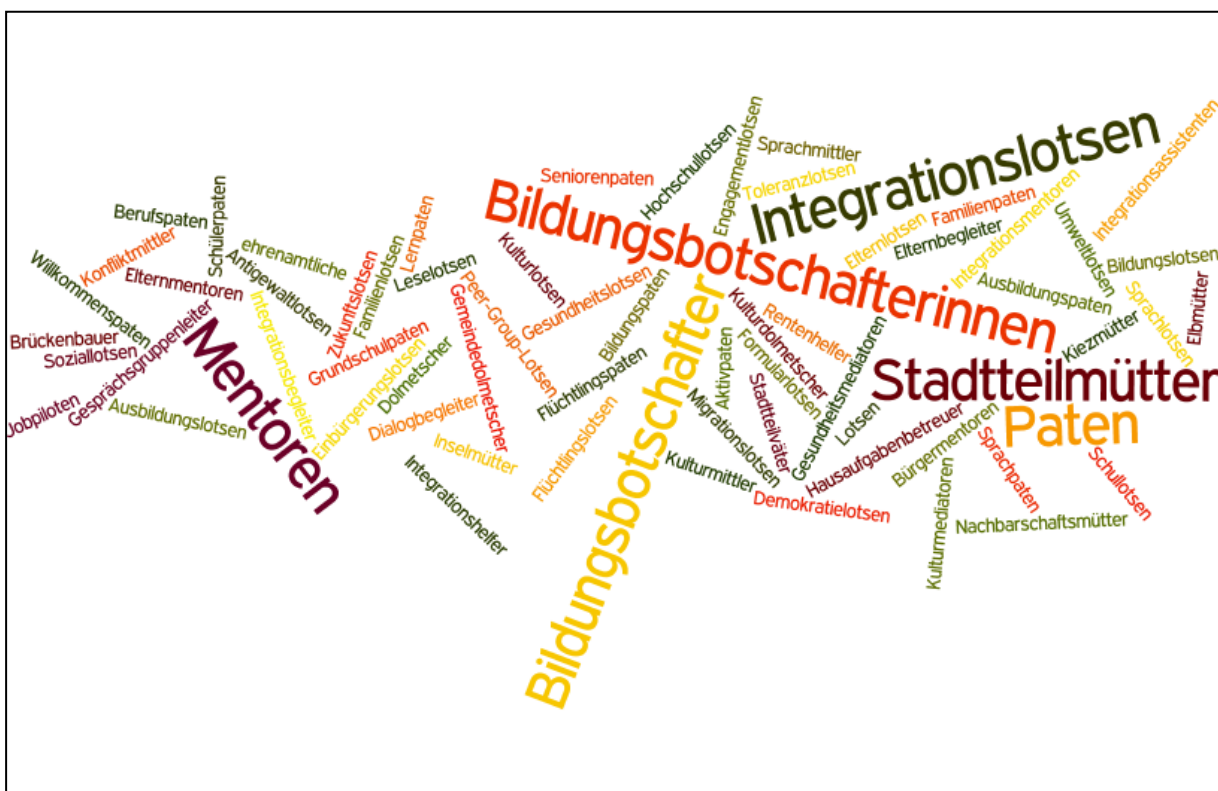 Berufspaten
Schülerpaten
Konfliktmittler
Willkommenspaten
Elternmentoren
Antigewaltlotsen
ehrenamtliche
Brückenbauer
Soziallotsen
Jobpiloten
Gesprächsgruppenleiter
Mentoren
Ausbildungslotsen
Integrationsbegleiter
Zukunftslotsen
Familienlotsen
Lernpaten
Leselotsen
Grundschulpaten
Einbürgerungslotsen
Dolmetscher
Dialogbegleiter
Inselmütter
Integrationshelfer
Gemeindedolmetscher
Peer-Group-Lotsen
Kulturlotsen
Seniorenpaten
Bildungsbotschafterinnen
Gesundheitslotsen
Bildungspaten
Flüchtlingspaten
Flüchtlingslotsen
Bildungsbotschafter
Hochschullotsen
Engagementlotsen
Sprachmittler
Toleranzlotsen
Integrationslotsen
Elternlotsen
Familienpaten
Elternbegleiter
Integrationsmentoren
Umweltlotsen
Integrationsassistenten
Bildungslotsen
Ausbildungspaten
Sprachlotsen
Elbmütter
Kiezmütter
Kulturdolmetscher
Rentenhelfer
Formularlotsen
Aktivpaten
Stadtteilväter
Migrationslotsen
Gesundheitsmediatoren
Lotsen
Stadtteilmütter
Paten
Kulturmittler
Demokratielotsen
Hausaufgabenbetreuer
Bürgermentoren
Sprachpaten
Schullotsen
Kulturmediatoren
Nachbarschaftsmütter